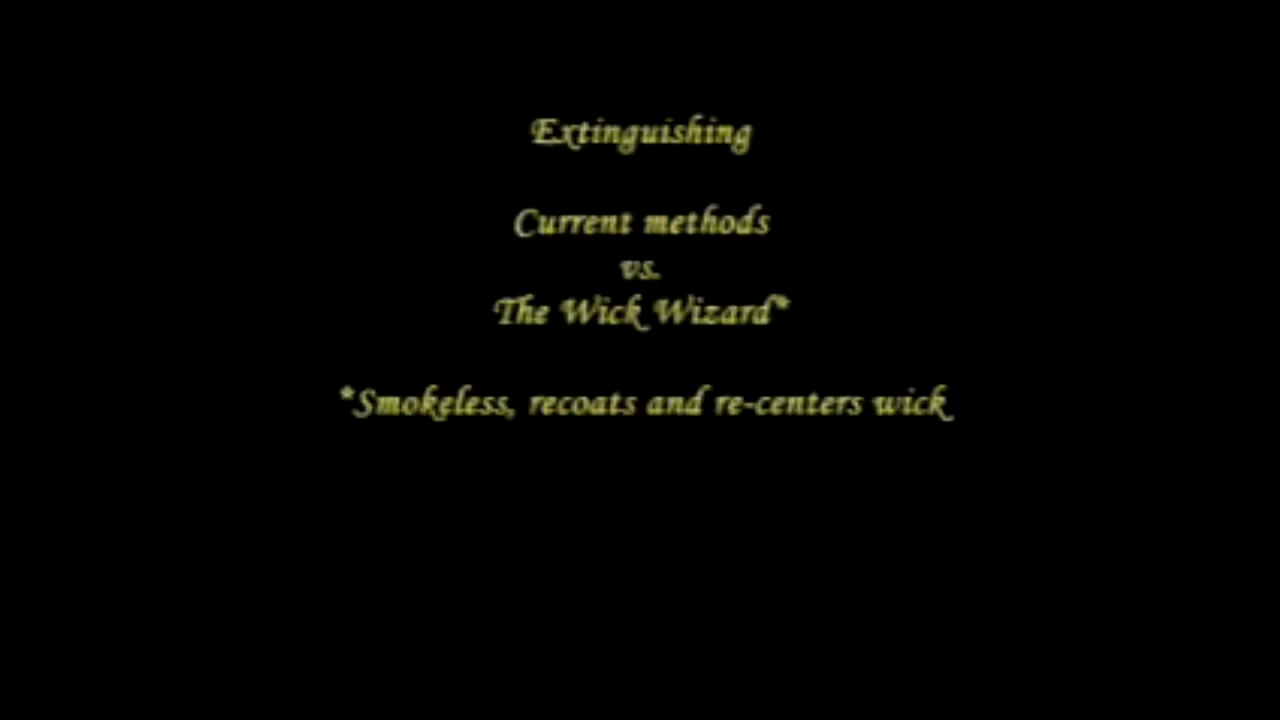 Extinguishing
Current methods
vs.
The Wick Wizard*
*Smokeless, recoats and re-centers wick